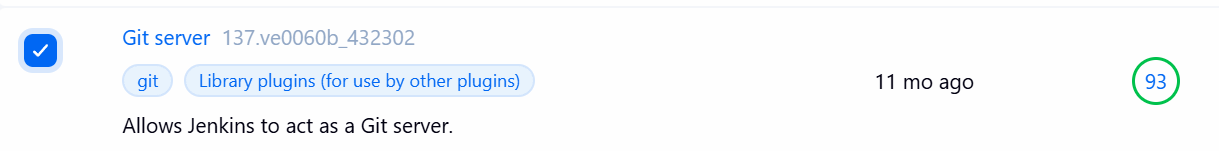 Git server 137.ve0060b_432302
git Library plugins (for use by other plugins)
11 mo ago
93
Allows Jenkins to act as a Git server.